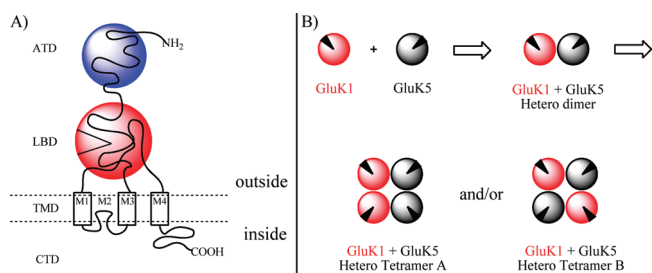 A)
ATD
NH2
LBD
M1 M2 M3 M4
outside
TMD
inside
CTD
COOH
B)
+
GluK1 GluK5
GluK1 + GluK5
Hetero dimer
and/or
GluK1 + GluK5
Hetero Tetramer A
GluK1 + GluK5
Hetero Tetramer B